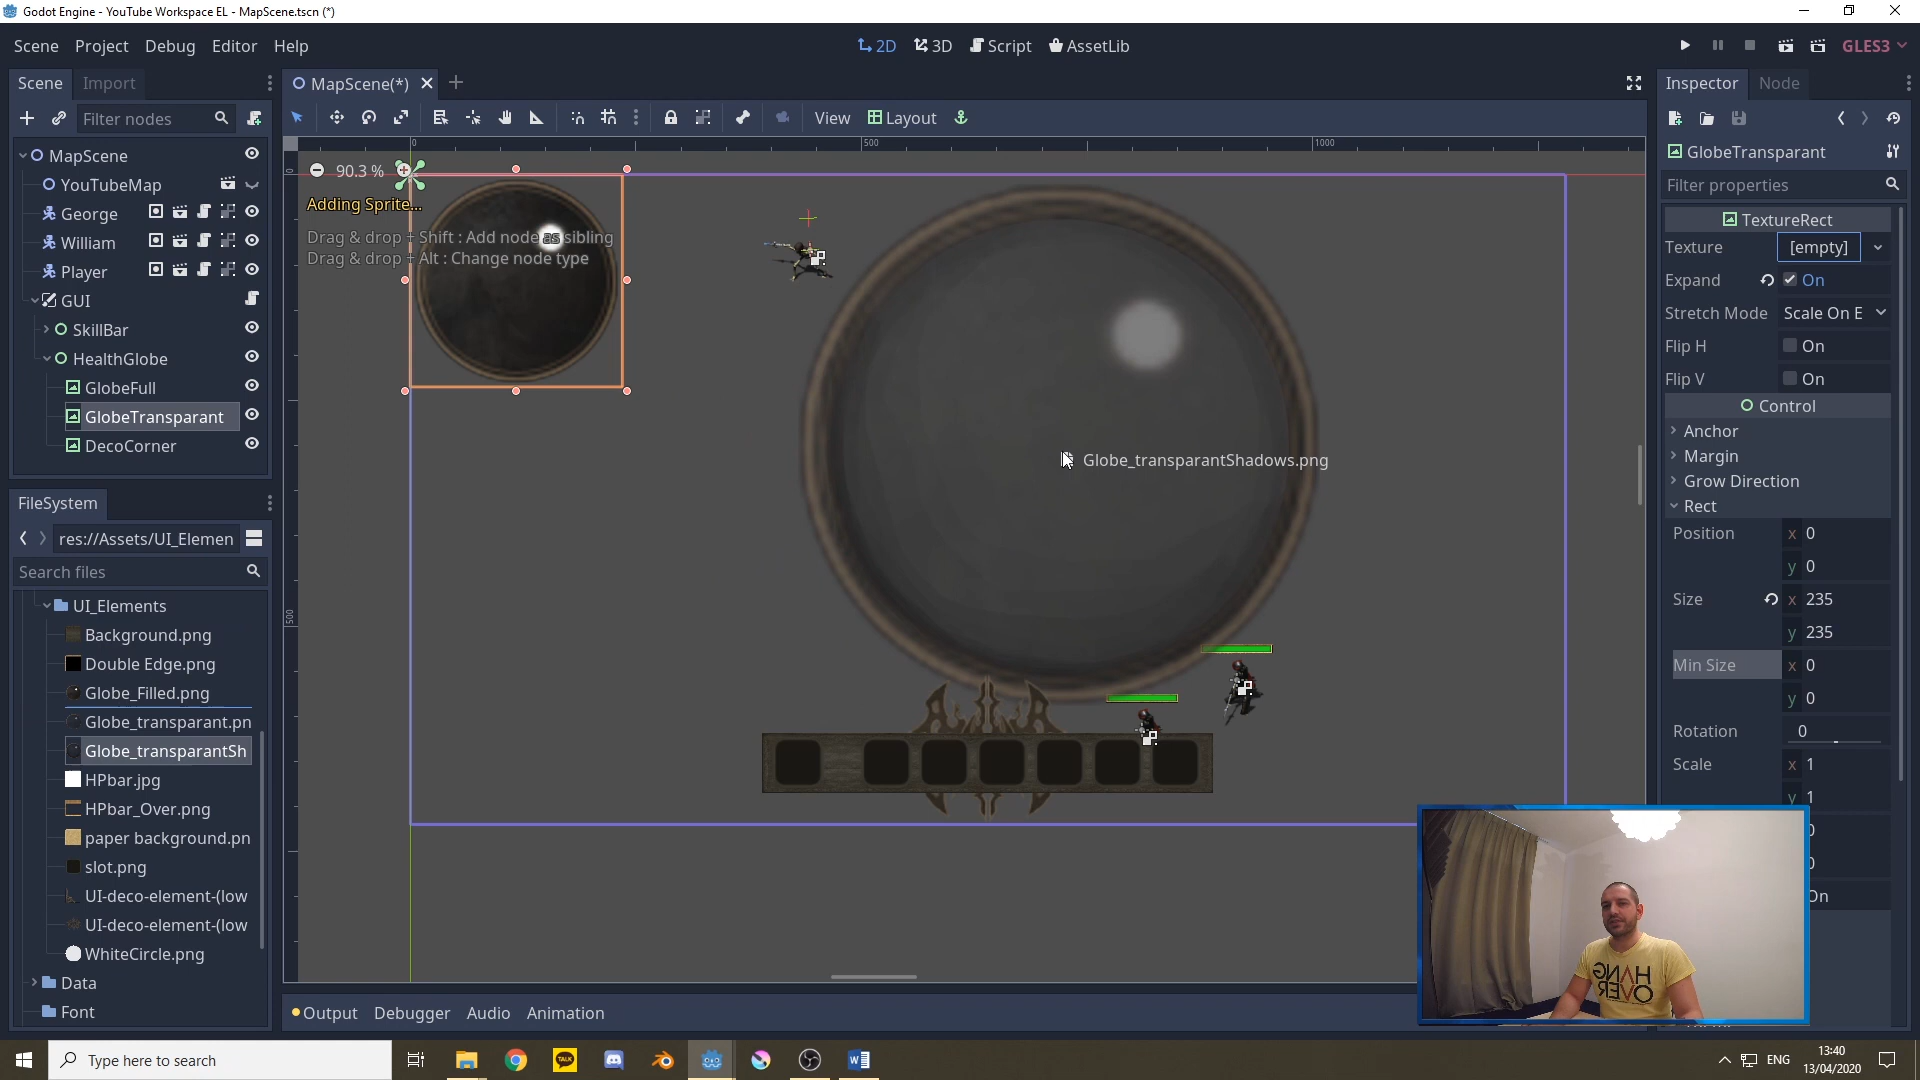 Godot Engine - YouTube Workspace EL - MapScene.tscn (*)
Scene Project Debug Editor Help
2D 3D Script AssetLib
GLES3
Scene Import
MapScene(*)
Inspector Node
Filter nodes
View Layout
MapScene
YouTubeMap
George
William
Player
GUI
SkillBar
HealthGlobe
GlobeFull
GlobeTransparant
DecoCorner
0 500 1000
0
500
90.3 %
Adding Sprite...
Drag & drop + Shift : Add node as sibling
Drag & drop + Alt : Change node type
Globe_transparantShadows.png
GlobeTransparant
Filter properties
TextureRect
Texture [empty]
Expand On
Stretch Mode Scale On E
Flip H On
Flip V On
Control
Anchor
Margin
Grow Direction
Rect
Position x 0
y 0
Size x 235
y 235
Min Size x 0
y 0
Rotation 0
Scale x 1
y 1
On
FileSystem
res://Assets/UI_Elemen
Search files
UI_Elements
Background.png
Double Edge.png
Globe_Filled.png
Globe_transparant.pn
Globe_transparantSh
HPbar.jpg
HPbar_Over.png
paper background.pn
slot.png
UI-deco-element-(low
UI-deco-element-(low
WhiteCircle.png
Data
Font
Output Debugger Audio Animation
HANG
OVER
Type here to search
TALK
ENG
13:40
13/04/2020